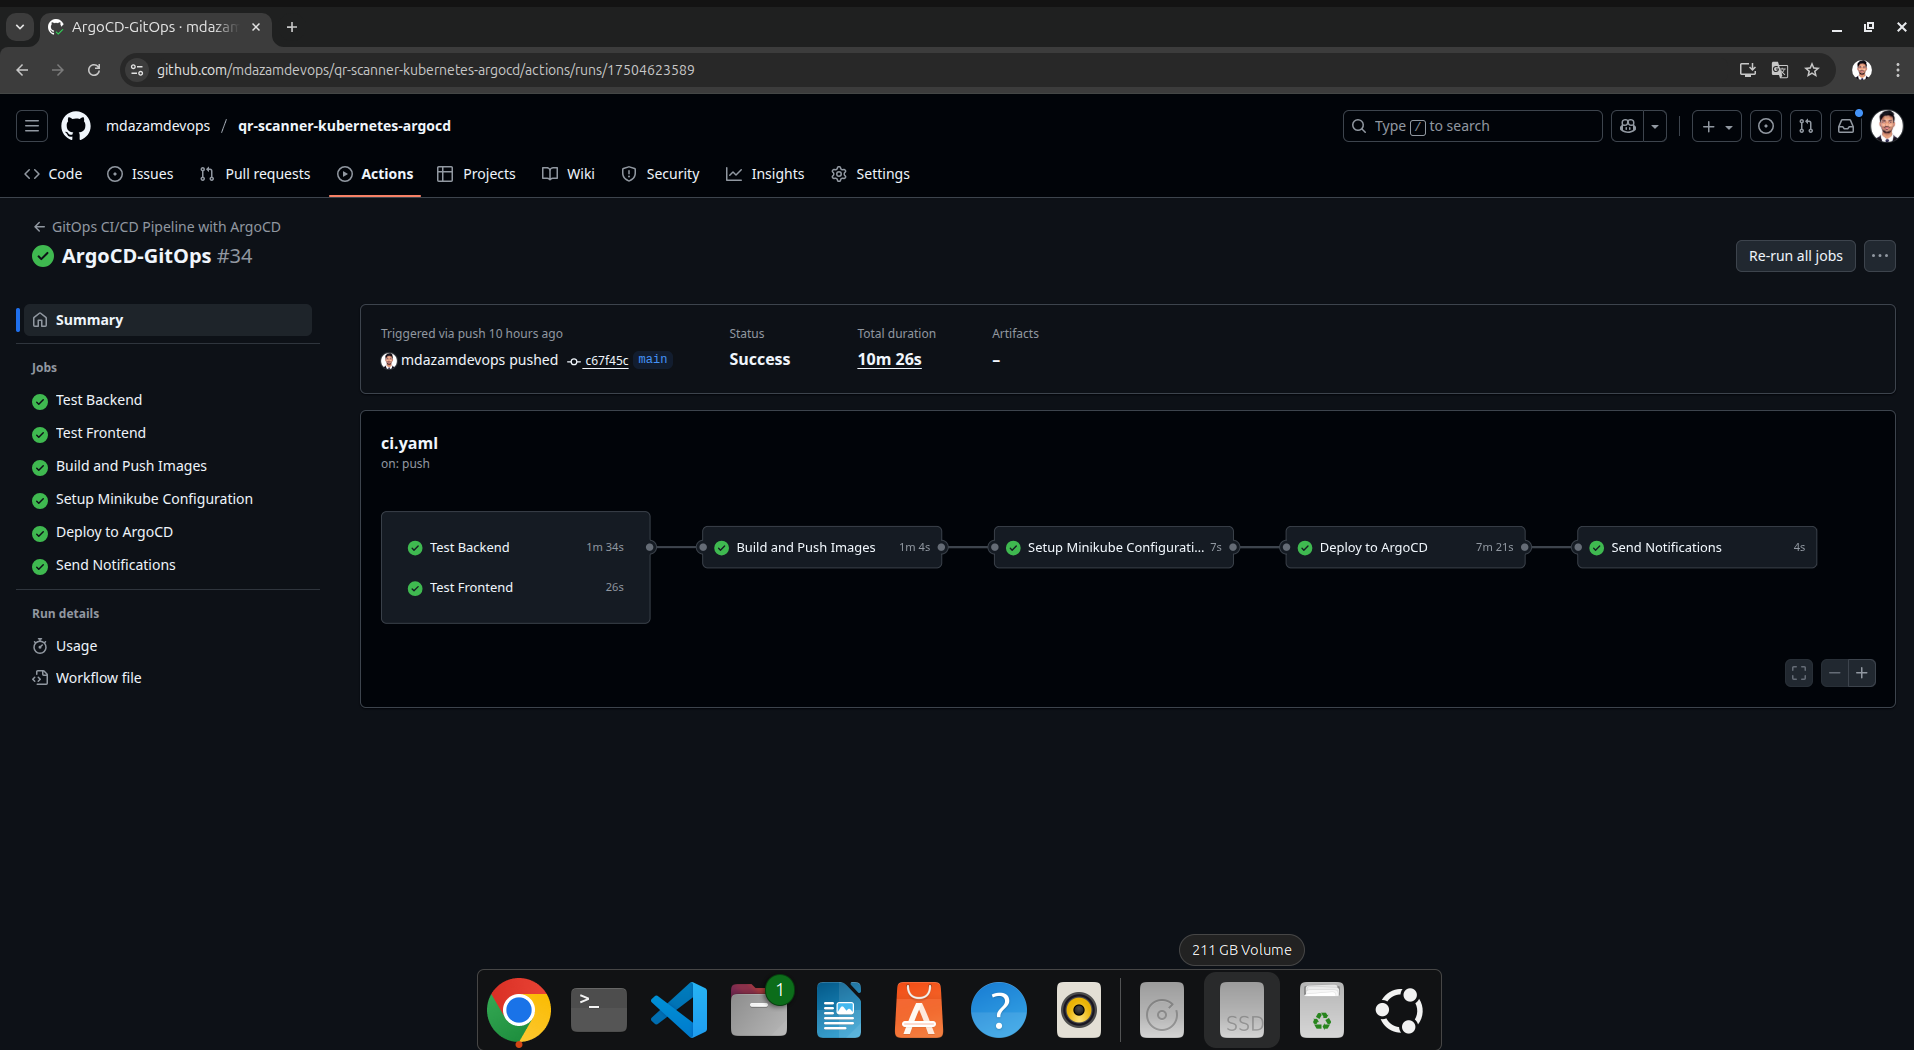 ArgoCD-GitOps · mdazam
github.com/mdazamdevops/qr-scanner-kubernetes-argocd/actions/runs/17504623589
mdazamdevops / qr-scanner-kubernetes-argocd
Type / to search
Code
Issues
Pull requests
Actions
Projects
Wiki
Security
Insights
Settings
← GitOps CI/CD Pipeline with ArgoCD
ArgoCD-GitOps #34
Re-run all jobs
Summary
Jobs
Test Backend
Test Frontend
Build and Push Images
Setup Minikube Configuration
Deploy to ArgoCD
Send Notifications
Run details
Usage
Workflow file
Triggered via push 10 hours ago
mdazamdevops pushed c67f45c main
Status
Success
Total duration
10m 26s
Artifacts
–
ci.yaml
on: push
Test Backend 1m 34s
Test Frontend 26s
Build and Push Images 1m 4s
Setup Minikube Configurati... 7s
Deploy to ArgoCD 7m 21s
Send Notifications 4s
211 GB Volume
>_
1
?
SSD